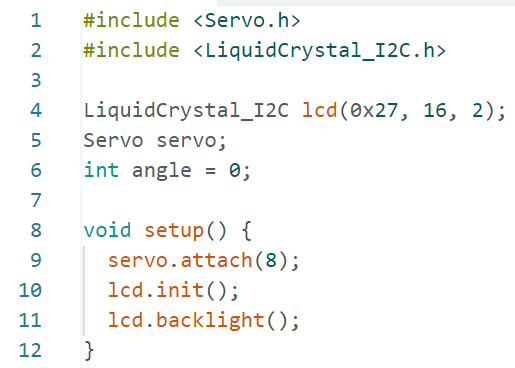 1 #include <Servo.h>
2 #include <LiquidCrystal_I2C.h>
3
4 LiquidCrystal_I2C lcd(0x27, 16, 2);
5 Servo servo;
6 int angle = 0;
7
8 void setup() {
9   servo.attach(8);
10   lcd.init();
11   lcd.backlight();
12 }